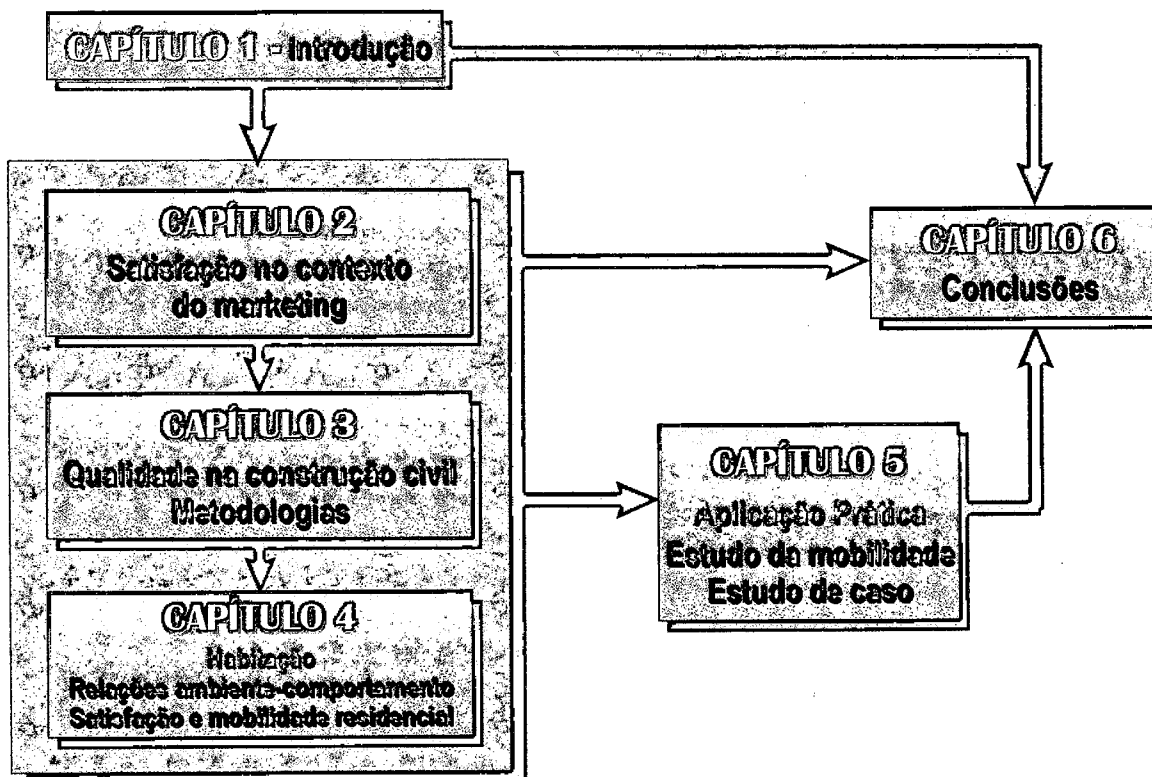 CAPÍTULO 1 - Introdução
CAPÍTULO 2
Satisfação no contexto
do marketing
CAPÍTULO 3
Qualidade na construção civil
Metodologias
CAPÍTULO 4
Habitação
Relações ambiente-comportamento
Satisfação e mobilidade residencial
CAPÍTULO 5
Aplicação Prática
Estudo da mobilidade
Estudo de caso
CAPÍTULO 6
Conclusões